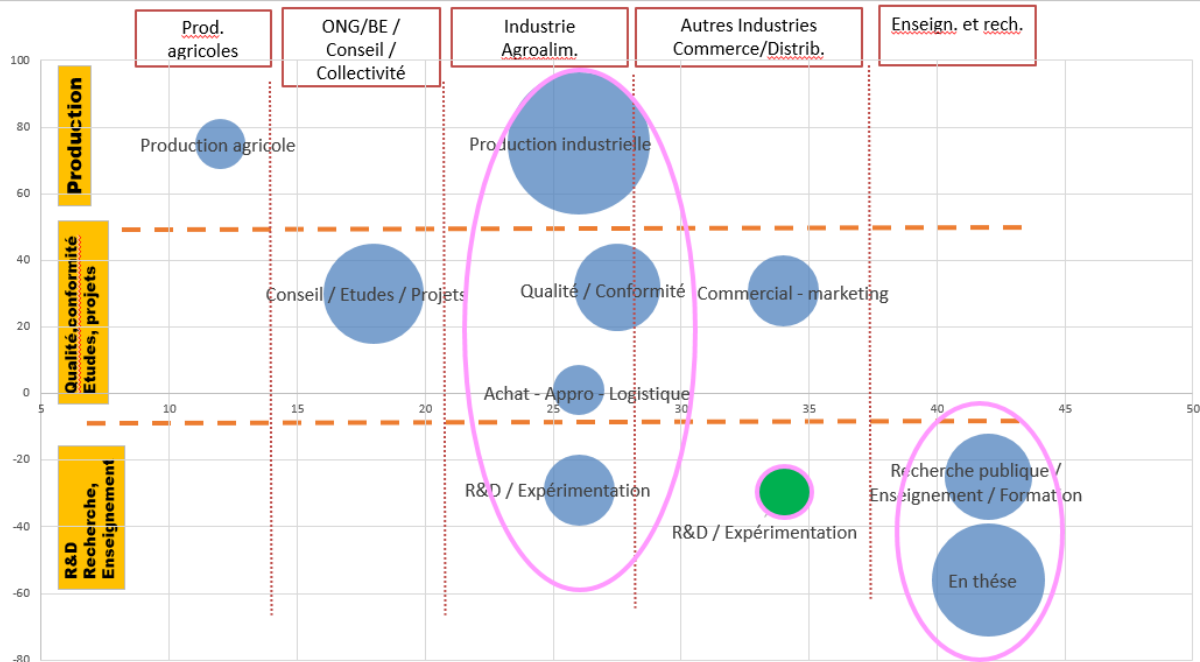 Prod.
agricoles
ONG/BE /
Conseil /
Collectivité
Industrie
Agroalim.
Autres Industries
Commerce/Distrib.
Enseign. et rech.
100
80
60
40
20
0
-20
-40
-60
-80
5
10
15
20
25
30
35
40
45
50
Production
Qualité,conformité
Etudes, projets
R&D
Recherche,
Enseignement
Production agricole
Production industrielle
Conseil / Etudes / Projets
Qualité / Conformité
Commercial - marketing
Achat - Appro - Logistique
R&D / Expérimentation
R&D / Expérimentation
Recherche publique /
Enseignement / Formation
En thése